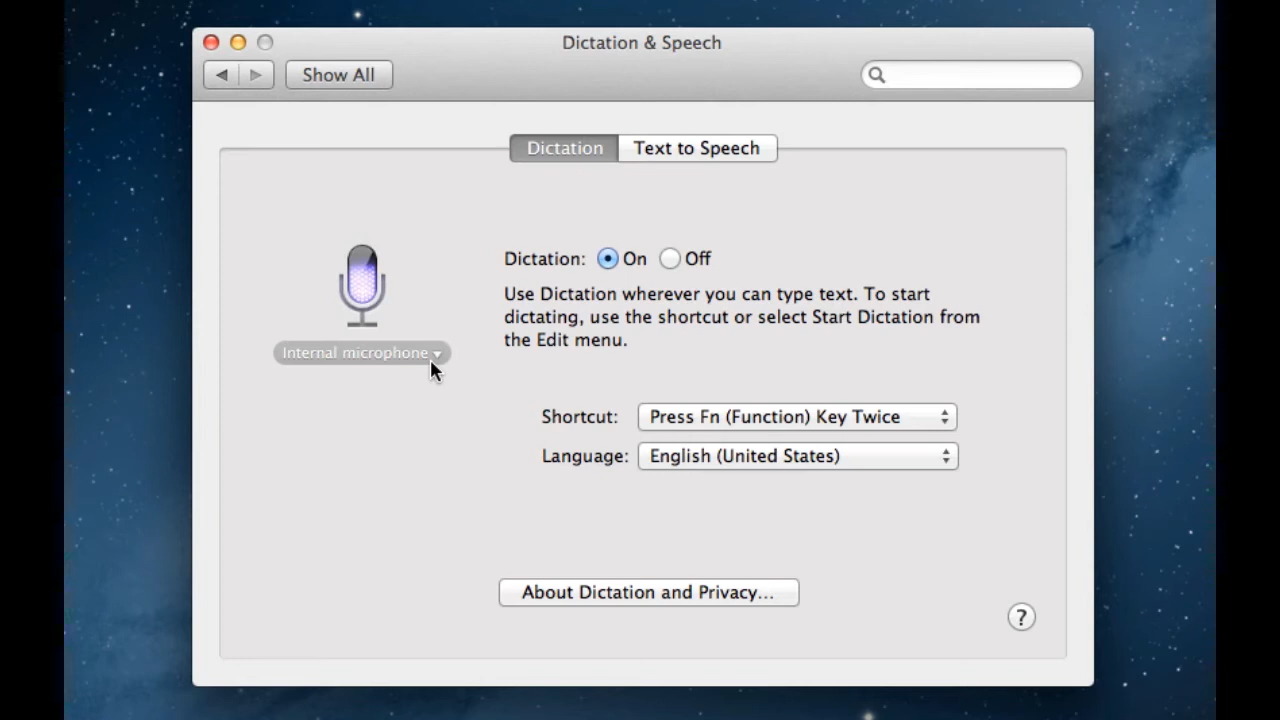 Dictation & Speech
Show All
Dictation Text to Speech
Dictation: On Off
Use Dictation wherever you can type text. To start
dictating, use the shortcut or select Start Dictation from
the Edit menu.
Internal microphone
Shortcut: Press Fn (Function) Key Twice
Language: English (United States)
About Dictation and Privacy...
?